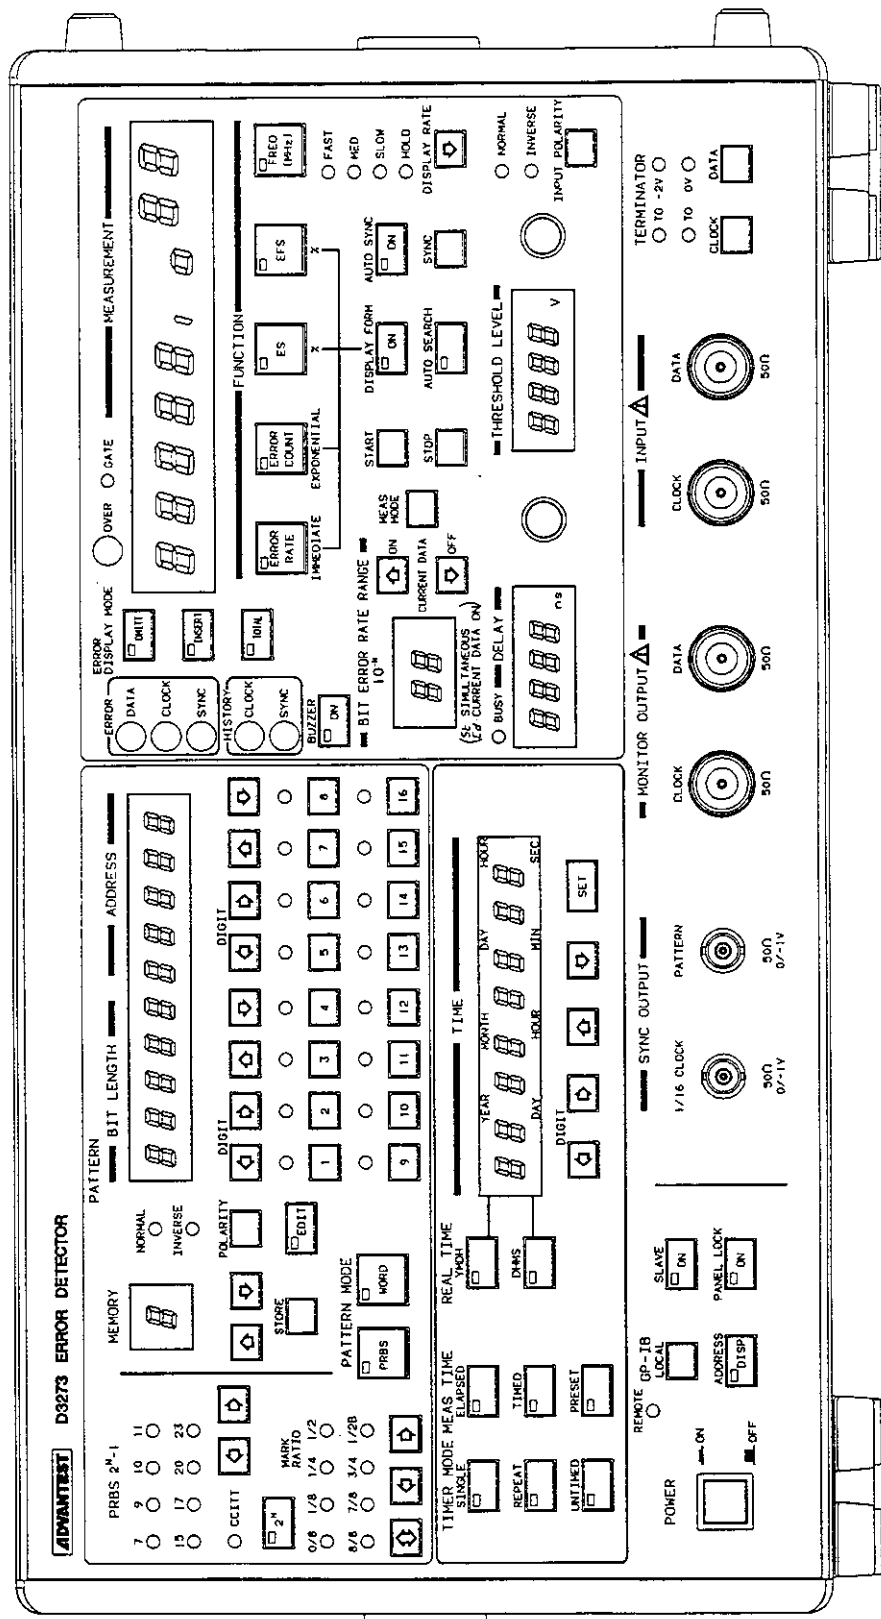 ADVANTEST D3273 ERROR DETECTOR
PATTERN
PRBS 2ᴺ-1
7 9 10 11
15 17 20 23
CCITT
2ᴺ
MARK RATIO
0/8 1/8 1/4 1/2
8/8 7/8 3/4 1/2B
MEMORY
NORMAL
INVERSE
POLARITY
STORE
EDIT
PATTERN MODE
PRBS
WORD
BIT LENGTH
ADDRESS
DIGIT
DIGIT
1 2 3 4 5 6 7 8
9 10 11 12 13 14 15 16
ERROR
DATA
CLOCK
SYNC
HISTORY
CLOCK
SYNC
BUZZER
ON
ERROR
DISPLAY MODE
OMITI
INSERT
TOTAL
OVER
GATE
MEASUREMENT
FUNCTION
ERROR RATE
ERROR COUNT
ES
EFS
FREQ (MHz)
IMMEDIATE
EXPONENTIAL
%
%
FAST
MED
SLOW
HOLD
DISPLAY RATE
BIT ERROR RATE RANGE
10⁻ᴺ
ON
CURRENT DATA
OFF
(St SIMULTANEOUS
Cd CURRENT DATA ON)
MEAS MODE
START
STOP
DISPLAY FORM
ON
AUTO SEARCH
AUTO SYNC
ON
SYNC
BUSY
DELAY
ns
THRESHOLD LEVEL
V
NORMAL
INVERSE
INPUT POLARITY
TIMER MODE
SINGLE
REPEAT
UNTIMED
MEAS TIME
ELAPSED
TIMED
PRESET
REAL TIME
YMDH
DHMS
TIME
YEAR MONTH DAY HOUR
DAY HOUR MIN SEC
DIGIT
SET
POWER
ON
OFF
REMOTE
GP-IB
LOCAL
ADDRESS
DISP
SLAVE
ON
PANEL LOCK
ON
SYNC OUTPUT
1/16 CLOCK
50Ω
0/-1V
PATTERN
50Ω
0/-1V
MONITOR OUTPUT
CLOCK
50Ω
DATA
50Ω
INPUT
CLOCK
50Ω
DATA
50Ω
TERMINATOR
TO -2V
TO 0V
CLOCK
DATA